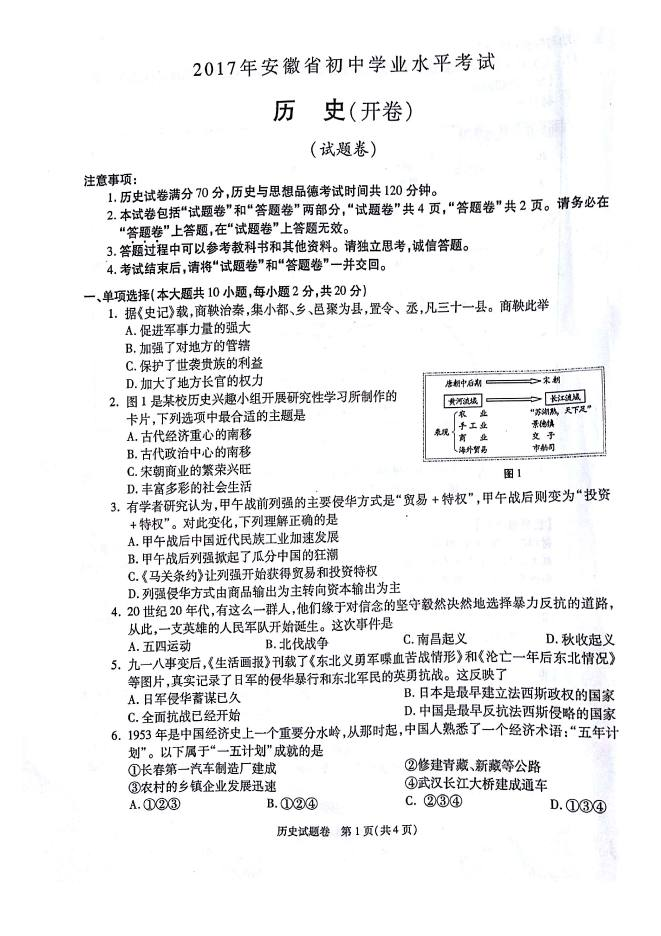 2017年安徽省初中学业水平考试
历 史(开卷)
(试题卷)
注意事项:
1. 历史试卷满分70分,历史与思想品德考试时间共120分钟。
2. 本试卷包括“试题卷”和“答题卷”两部分,“试题卷”共4页,“答题卷”共2页。请务必在
“答题卷”上答题,在“试题卷”上答题无效。
3. 答题过程中可以参考教科书和其他资料。请独立思考,诚信答题。
4. 考试结束后,请将“试题卷”和“答题卷”一并交回。
一、单项选择(本大题共10小题,每小题2分,共20分)
1. 据《史记》载,商鞅治秦,集小都、乡、邑聚为县,置令、丞,凡三十一县。商鞅此举
A. 促进军事力量的强大
B. 加强了对地方的管辖
C. 保护了世袭贵族的利益
D. 加大了地方长官的权力
2. 图1是某校历史兴趣小组开展研究性学习所制作的
卡片,下列选项中最合适的主题是
A. 古代经济重心的南移
B. 古代政治中心的南移
C. 宋朝商业的繁荣兴旺
D. 丰富多彩的社会生活
唐朝中后期 宋朝
黄河流域 长江流域
表现
农 业 “苏湖熟,天下足”
手工业 景德镇
商 业 交 子
海外贸易 市舶司
图1
3. 有学者研究认为,甲午战前列强的主要侵华方式是“贸易+特权”,甲午战后则变为“投资
+特权”。对此变化,下列理解正确的是
A. 甲午战后中国近代民族工业加速发展
B. 甲午战后列强掀起了瓜分中国的狂潮
C.《马关条约》让列强开始获得贸易和投资特权
D. 列强侵华方式由商品输出为主转向资本输出为主
4. 20世纪20年代,有这么一群人,他们缘于对信念的坚守毅然决然地选择暴力反抗的道路,
从此,一支英雄的人民军队开始诞生。这次事件是
A. 五四运动 B. 北伐战争 C. 南昌起义 D. 秋收起义
5. 九一八事变后,《生活画报》刊载了《东北义勇军喋血苦战情形》和《沦亡一年后东北情况》
等图片,真实记录了日军的侵华暴行和东北军民的英勇抗战。这反映了
A. 日军侵华蓄谋已久 B. 日本是最早建立法西斯政权的国家
C. 全面抗战已经开始 D. 中国是最早反抗法西斯侵略的国家
6. 1953年是中国经济史上一个重要分水岭,从那时起,中国人熟悉了一个经济术语:“五年计
划”。以下属于“一五计划”成就的是
①长春第一汽车制造厂建成 ②修建青藏、新藏等公路
③农村的乡镇企业发展迅速 ④武汉长江大桥建成通车
A. ①②③ B. ①②④ C. ②③④ D. ①③④
历史试题卷 第1页(共4页)